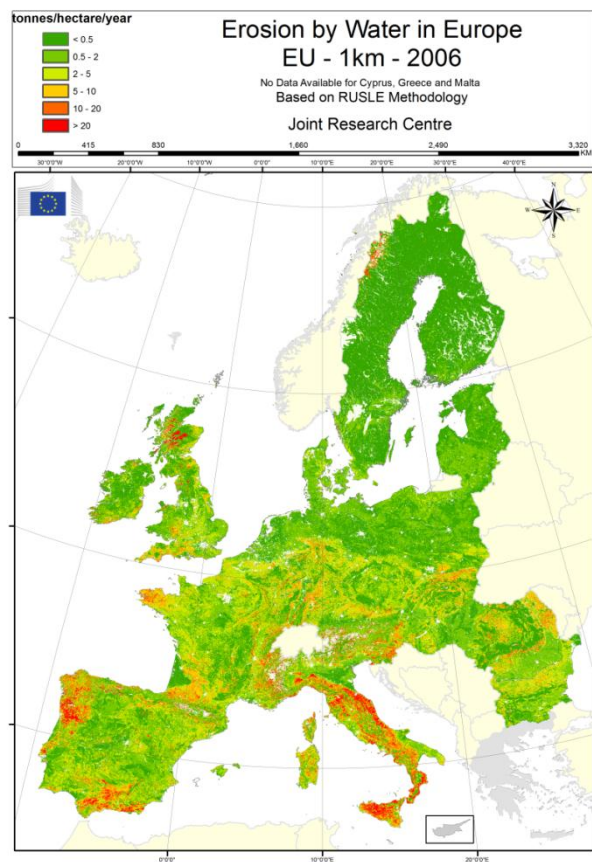 tonnes/hectare/year
< 0.5
0.5 - 2
2 - 5
5 - 10
10 - 20
> 20
Erosion by Water in Europe
EU - 1km - 2006
No Data Available for Cyprus, Greece and Malta
Based on RUSLE Methodology
Joint Research Centre
0 415 830 1,660 2,490 3,320
KM
30°0'0"W 20°0'0"W 10°0'0"W 0°0'0" 10°0'0"E 20°0'0"E 30°0'0"E 40°0'0"E
N
W E
S
0°0'0" 10°0'0"E 20°0'0"E